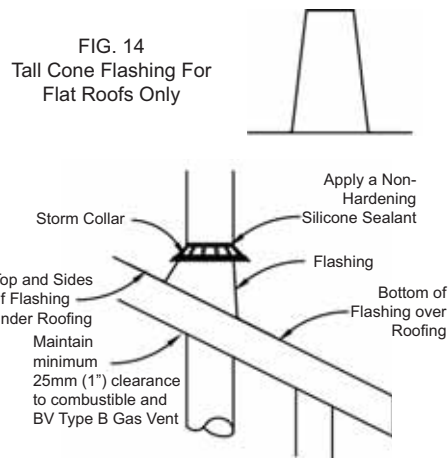 FIG. 14
Tall Cone Flashing For
Flat Roofs Only
Apply a Non-
Hardening
Silicone Sealant
Storm Collar
Flashing
op and Sides
f Flashing
nder Roofing
Bottom of
Flashing over
Roofing
Maintain
minimum
25mm (1") clearance
to combustible and
BV Type B Gas Vent